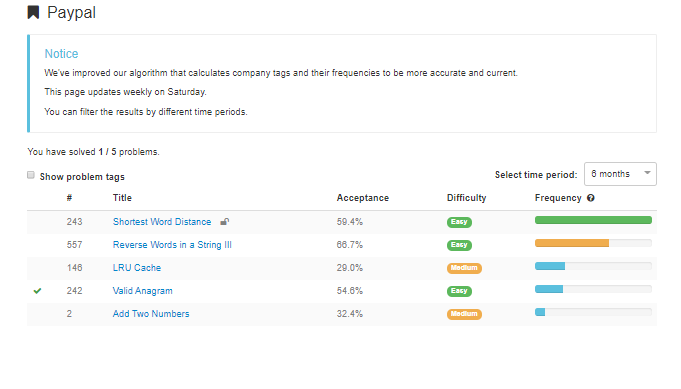 Paypal
Notice
We've improved our algorithm that calculates company tags and their frequencies to be more accurate and current.
This page updates weekly on Saturday.
You can filter the results by different time periods.
You have solved 1 / 5 problems.
Show problem tags
Select time period: 6 months
# Title Acceptance Difficulty Frequency
243 Shortest Word Distance 59.4% Easy
557 Reverse Words in a String III 66.7% Easy
146 LRU Cache 29.0% Medium
242 Valid Anagram 54.6% Easy
2 Add Two Numbers 32.4% Medium